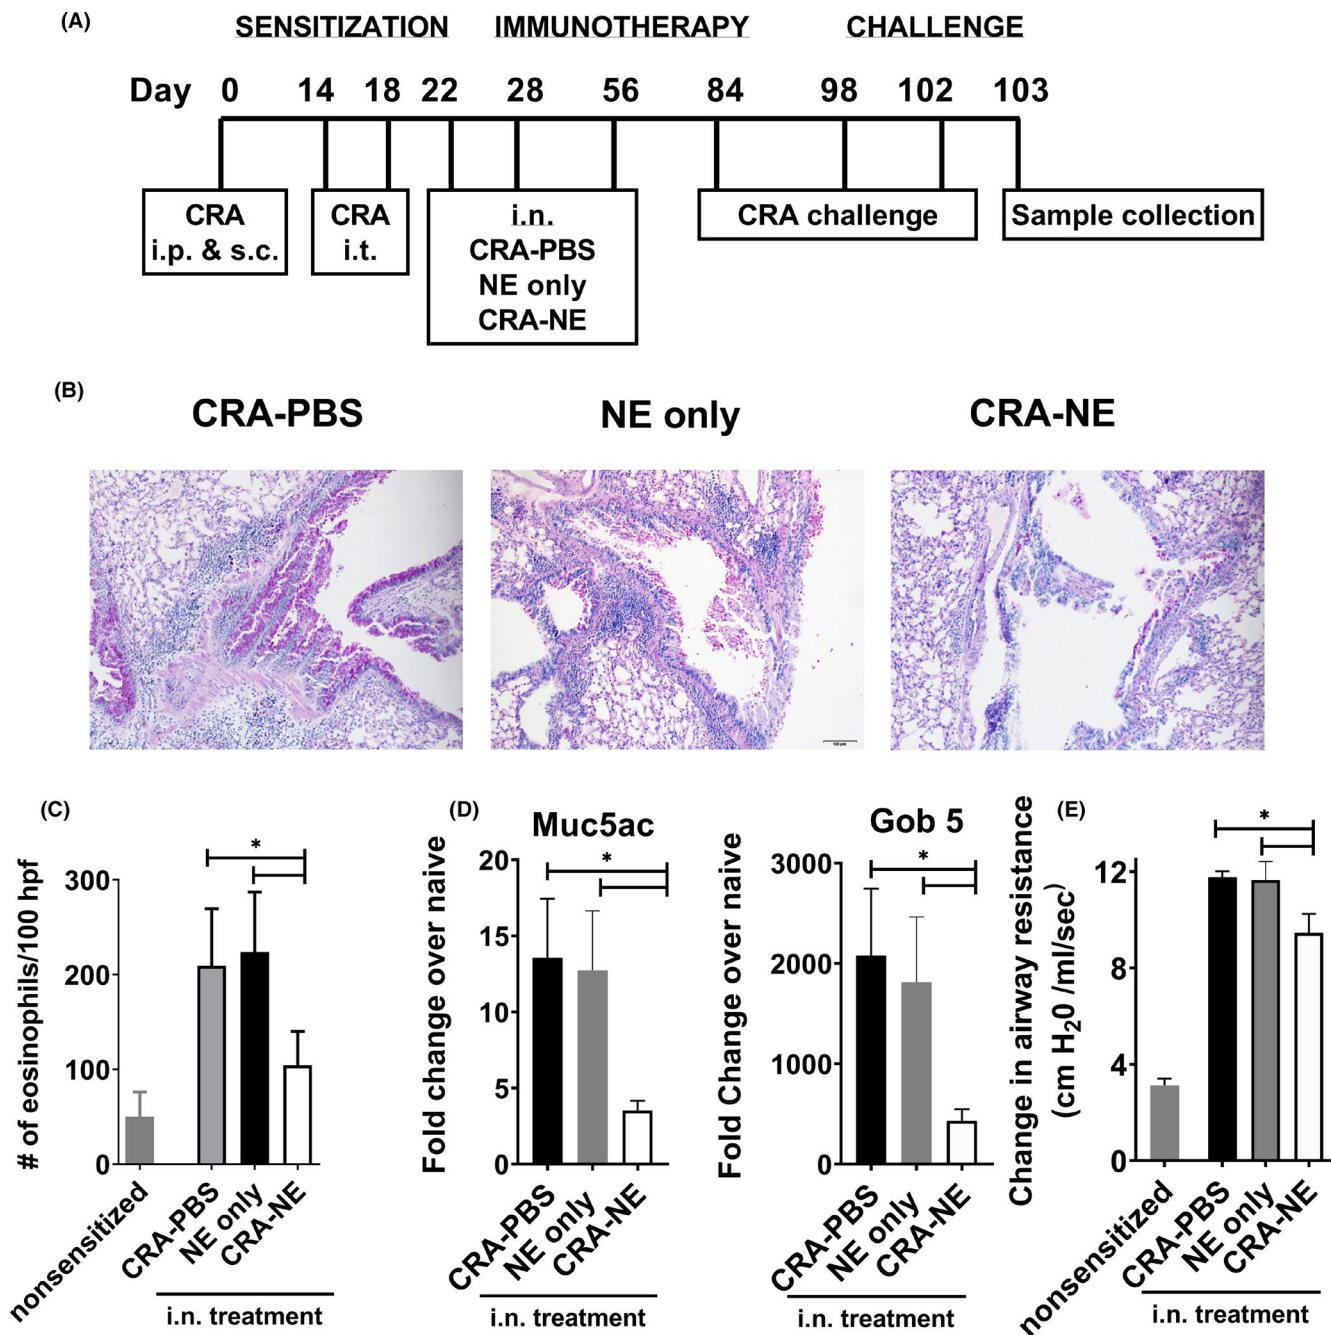 (A)
SENSITIZATION IMMUNOTHERAPY CHALLENGE
Day 0 14 18 22 28 56 84 98 102 103
CRA
i.p. & s.c.
CRA
i.t.
i.n.
CRA-PBS
NE only
CRA-NE
CRA challenge
Sample collection
(B)
CRA-PBS NE only CRA-NE
100 µm
(C)
# of eosinophils/100 hpf
300
200
100
0
*
nonsensitized
CRA-PBS
NE only
CRA-NE
i.n. treatment
(D)
Muc5ac
Fold change over naive
20
15
10
5
0
*
CRA-PBS
NE only
CRA-NE
i.n. treatment
Gob 5
Fold Change over naive
3000
2000
1000
0
*
CRA-PBS
NE only
CRA-NE
i.n. treatment
(E)
Change in airway resistance
(cm H20 /ml/sec)
12
9
4
0
*
nonsensitized
CRA-PBS
NE only
CRA-NE
i.n. treatment